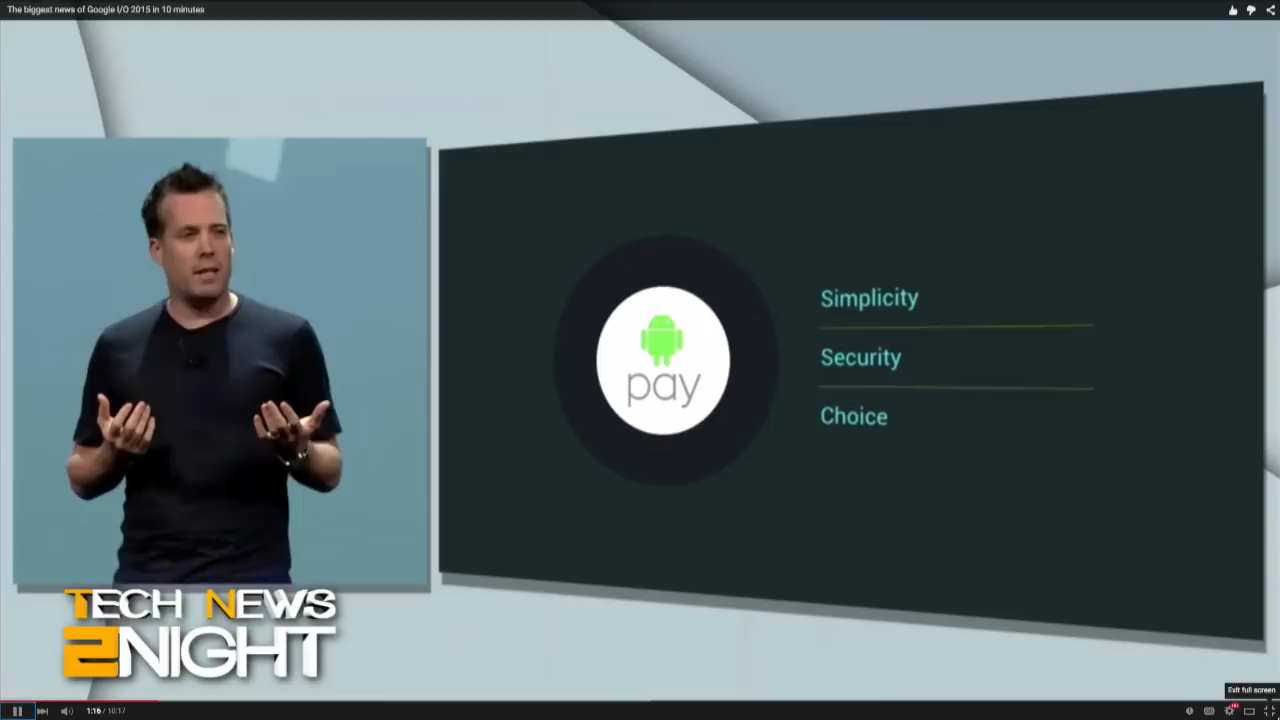 The biggest news of Google I/O 2015 in 10 minutes
Simplicity
Security
Choice
pay
TECH NEWS
2NIGHT
Exit full screen
1:16 / 10:17